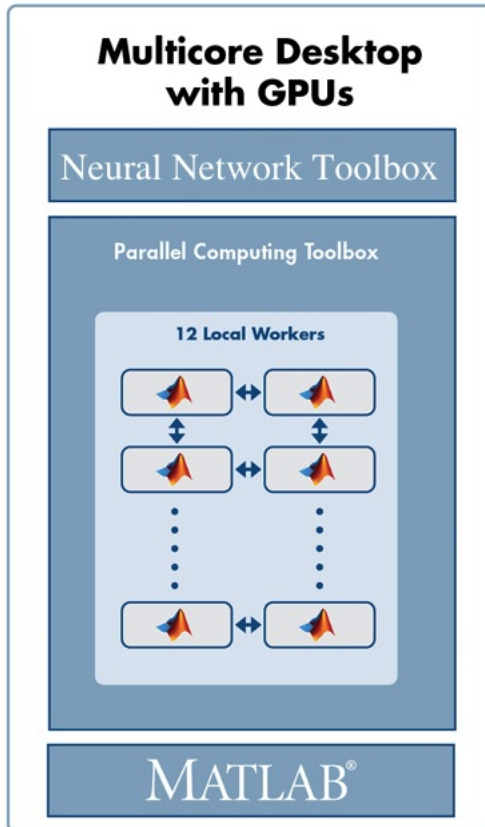 Multicore Desktop
with GPUs
Neural Network Toolbox
Parallel Computing Toolbox
12 Local Workers
MATLAB®